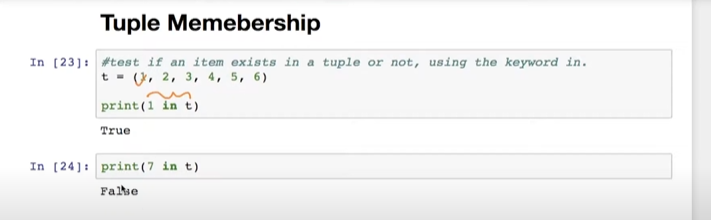 Tuple Memebership
In [23]: #test if an item exists in a tuple or not, using the keyword in.
t = (1, 2, 3, 4, 5, 6)
print(1 in t)
True
In [24]: print(7 in t)
False